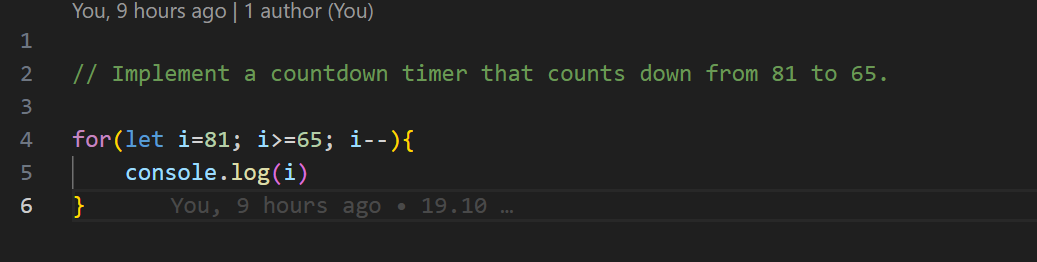 You, 9 hours ago | 1 author (You)
1
2 // Implement a countdown timer that counts down from 81 to 65.
3
4 for(let i=81; i>=65; i--){
5     console.log(i)
6 } You, 9 hours ago • 19.10 …